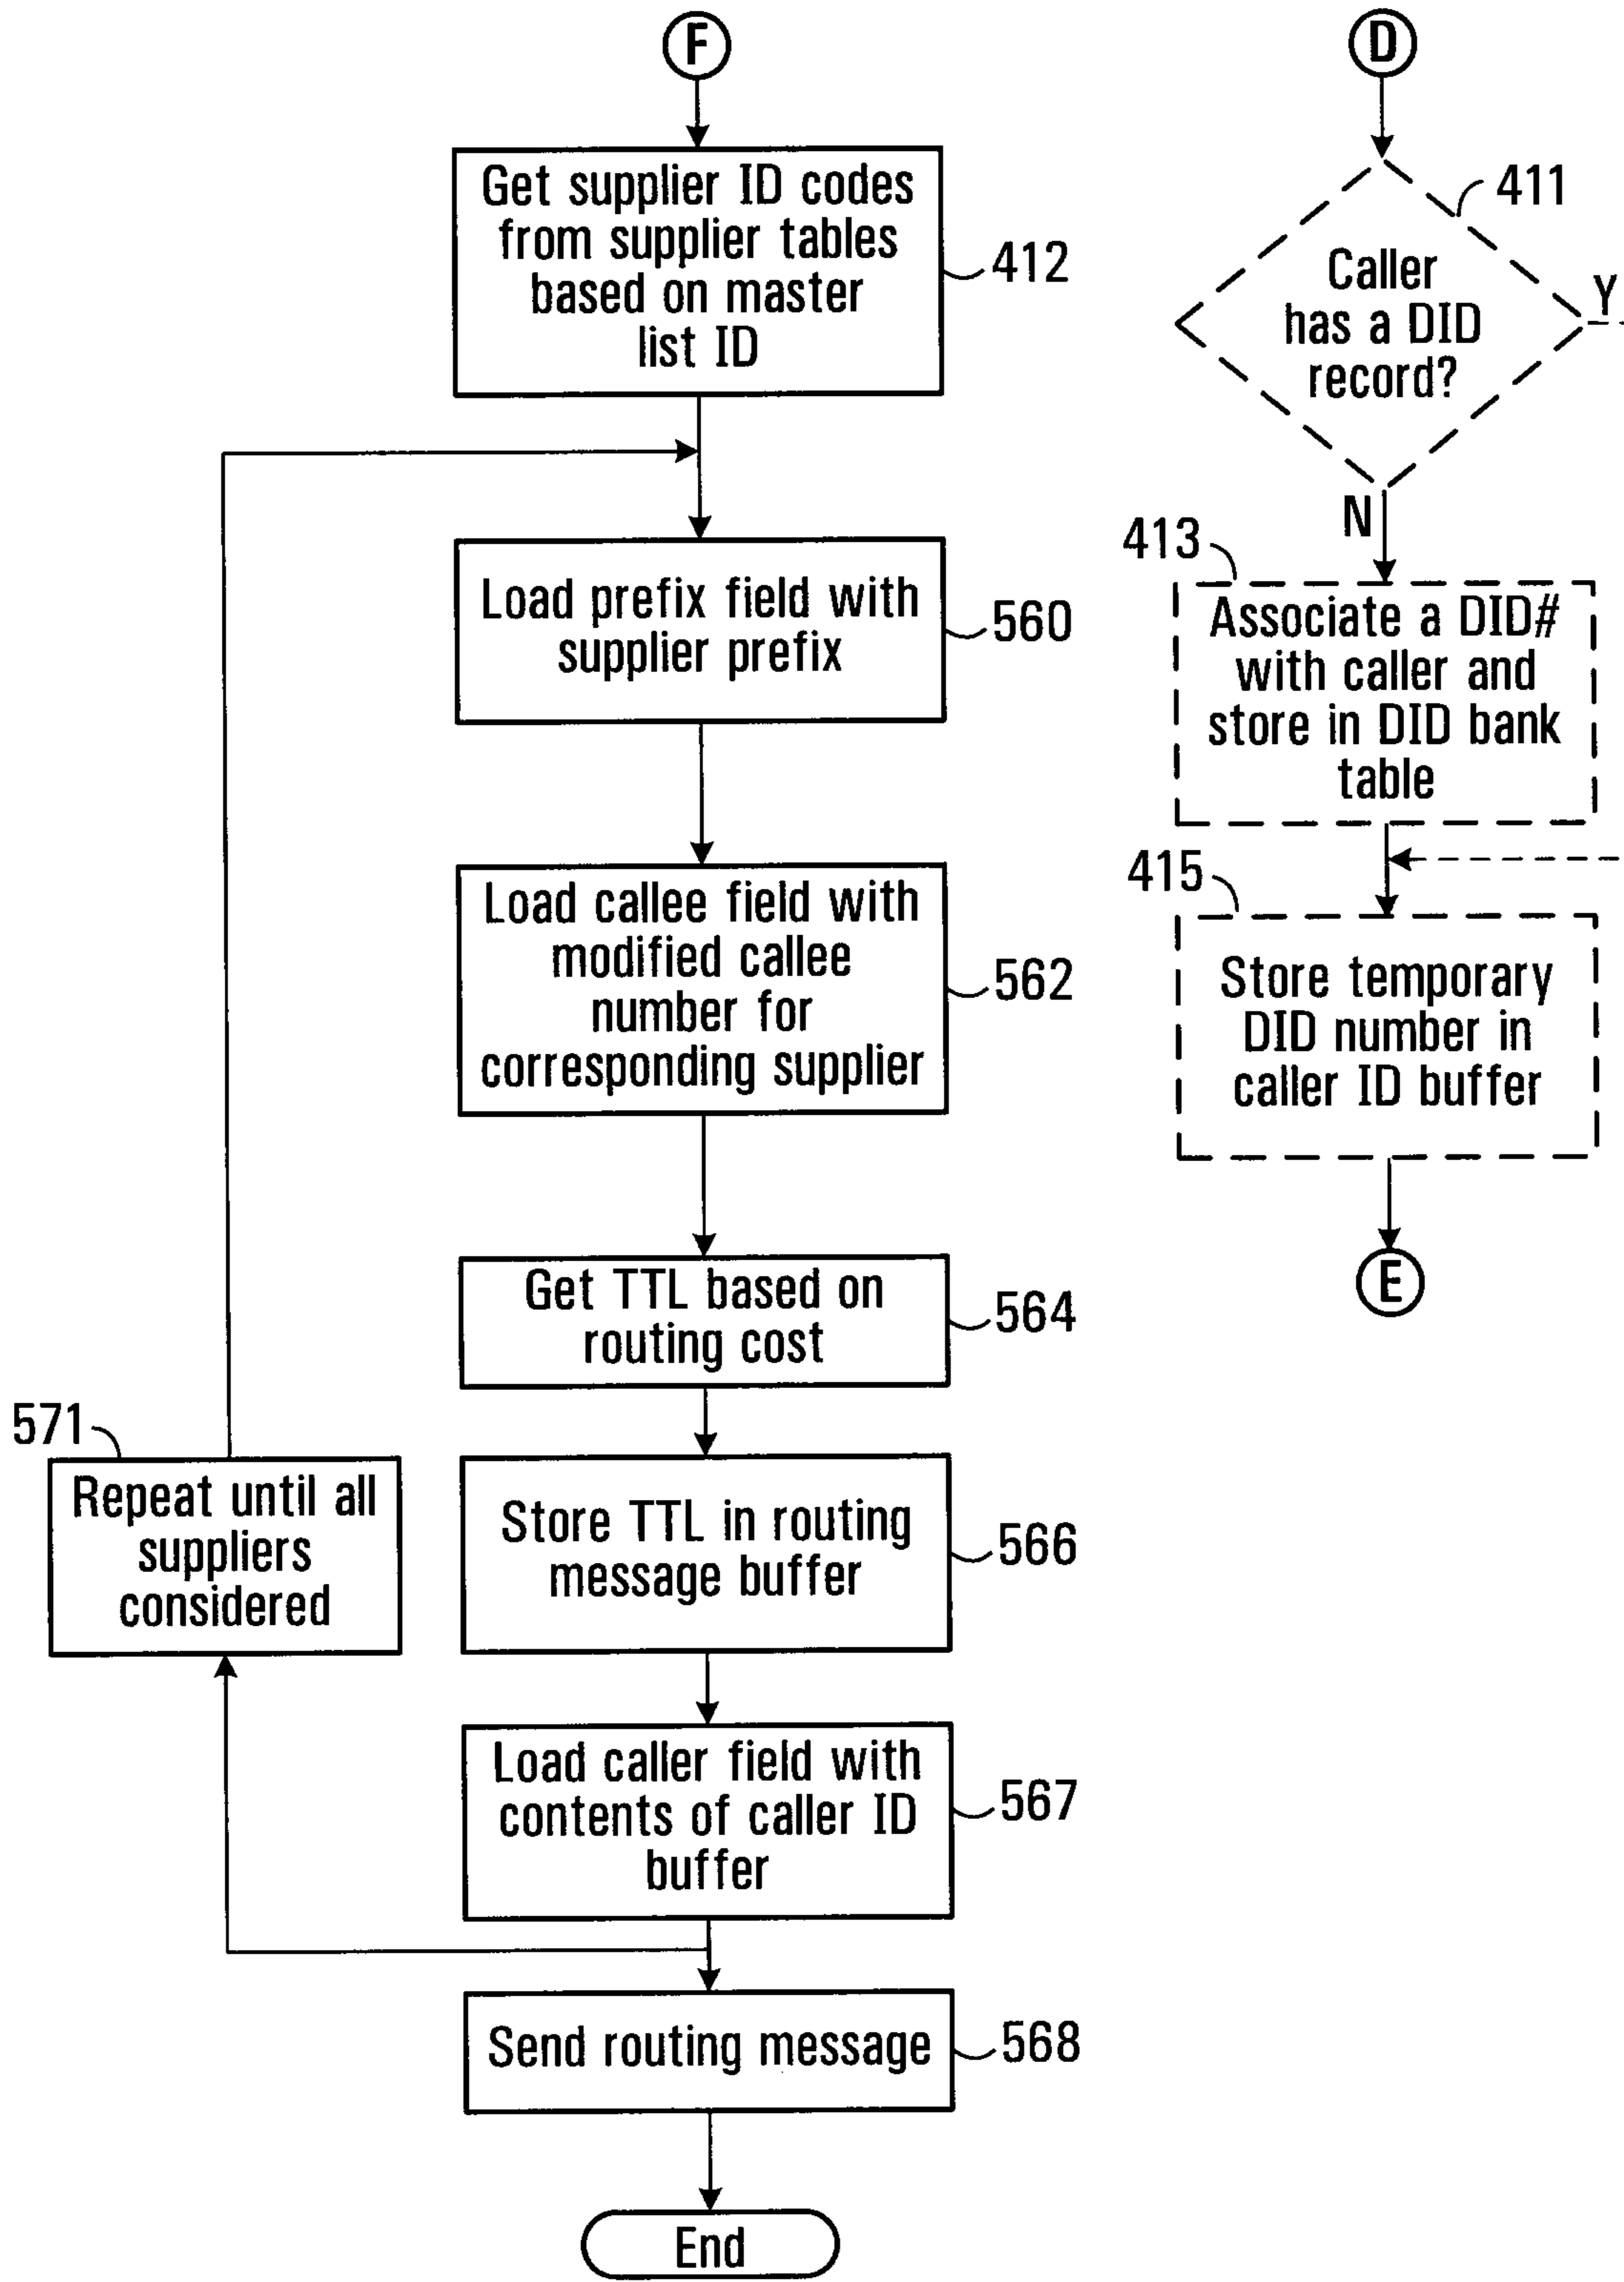 F
Get supplier ID codes
from supplier tables
based on master
list ID
412
Load prefix field with
supplier prefix
560
Load callee field with
modified callee
number for
corresponding supplier
562
Get TTL based on
routing cost
564
571
Repeat until all
suppliers
considered
Store TTL in routing
message buffer
566
Load caller field with
contents of caller ID
buffer
567
Send routing message
568
End
D
411
Caller
has a DID
record?
Y
N
413
Associate a DID#
with caller and
store in DID bank
table
415
Store temporary
DID number in
caller ID buffer
E